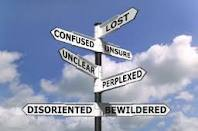 LOST
CONFUSED
UNSURE
UNCLEAR
PERPLEXED
DISORIENTED
BEWILDERED